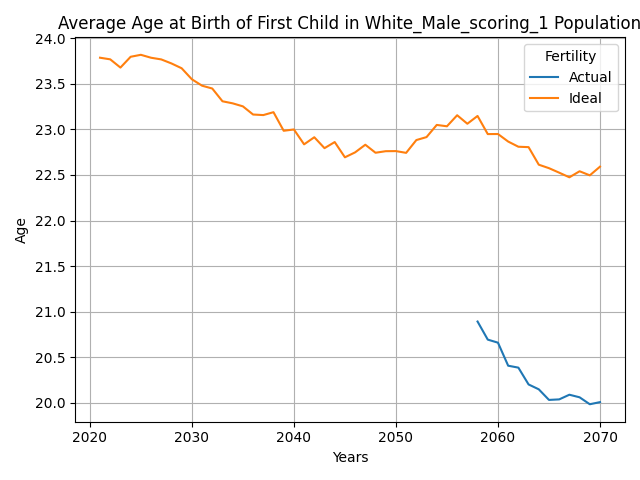 Average Age at Birth of First Child in White_Male_scoring_1 Population
24.0
23.5
23.0
22.5
22.0
21.5
21.0
20.5
20.0
Age
Fertility
Actual
Ideal
2020 2030 2040 2050 2060 2070
Years